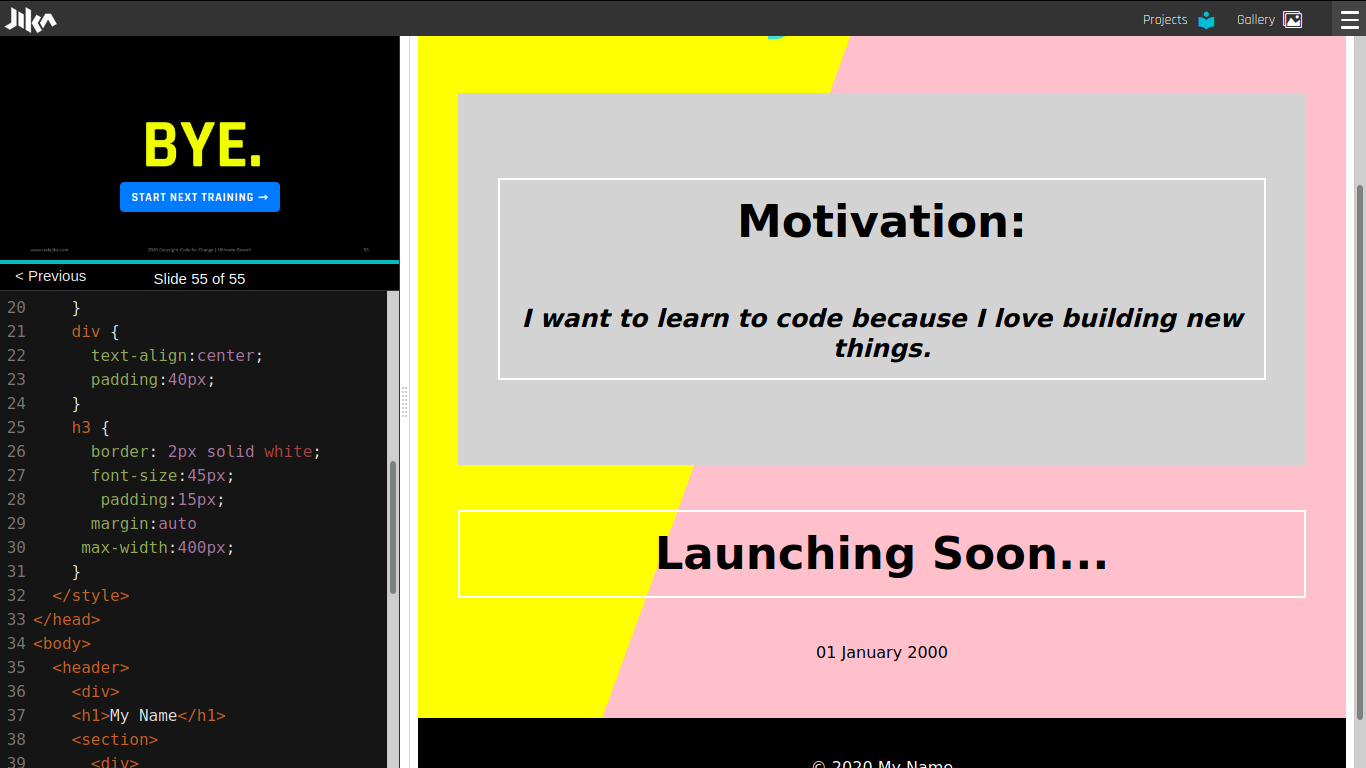 JIKA
Projects
Gallery
BYE.
START NEXT TRAINING →
www.codejika.com
2020 Copyright Code for Change | Ultimate Growth
55
< Previous
Slide 55 of 55
20 }
21 div {
22 text-align:center;
23 padding:40px;
24 }
25 h3 {
26 border: 2px solid white;
27 font-size:45px;
28 padding:15px;
29 margin:auto
30 max-width:400px;
31 }
32 </style>
33 </head>
34 <body>
35 <header>
36 <div>
37 <h1>My Name</h1>
38 <section>
39 <div>
Motivation:
I want to learn to code because I love building new
things.
Launching Soon...
01 January 2000
© 2020 My Name